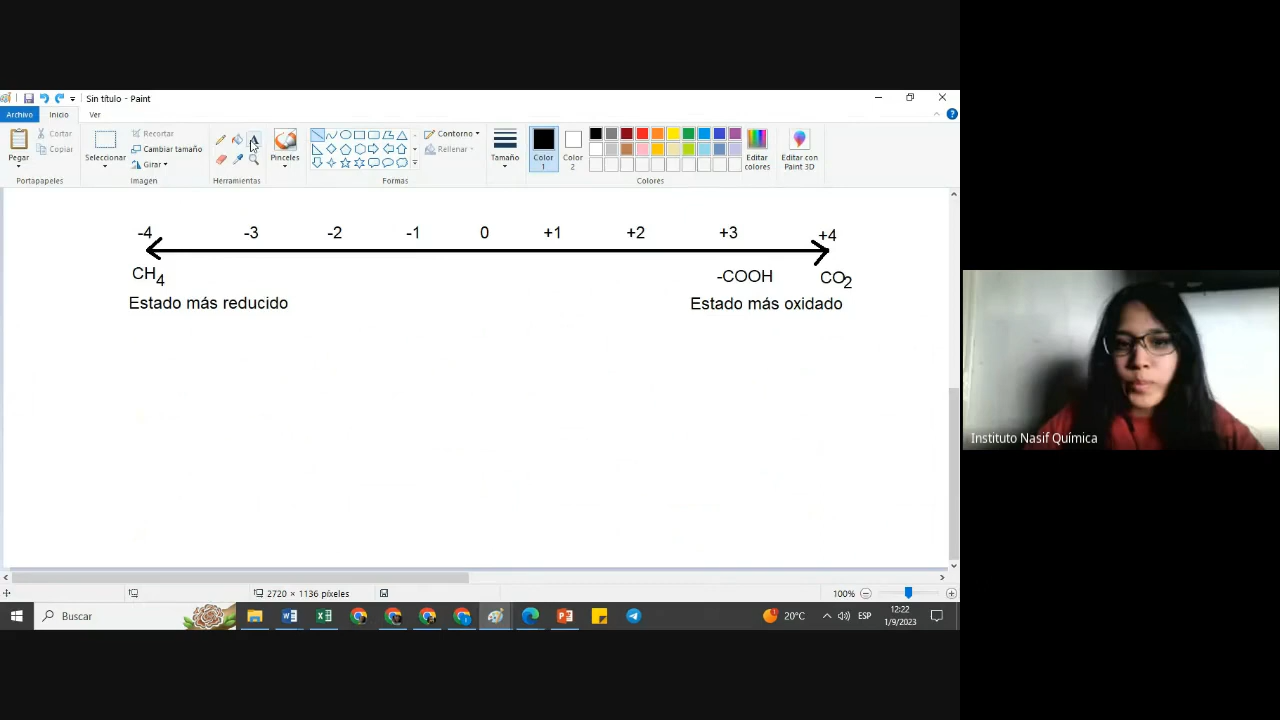 Sin título - Paint
Archivo Inicio Ver
Pegar
Cortar
Copiar
Portapapeles
Seleccionar
Recortar
Cambiar tamaño
Girar
Imagen
Herramientas
Pinceles
Contorno
Rellenar
Formas
Tamaño
Color 1
Color 2
Editar colores
Editar con Paint 3D
Colores
-4 -3 -2 -1 0 +1 +2 +3 +4
CH4 -COOH CO2
Estado más reducido Estado más oxidado
Instituto Nasif Química
2720 × 1136 píxeles 100%
Buscar 20°C ESP 12:22
1/9/2023